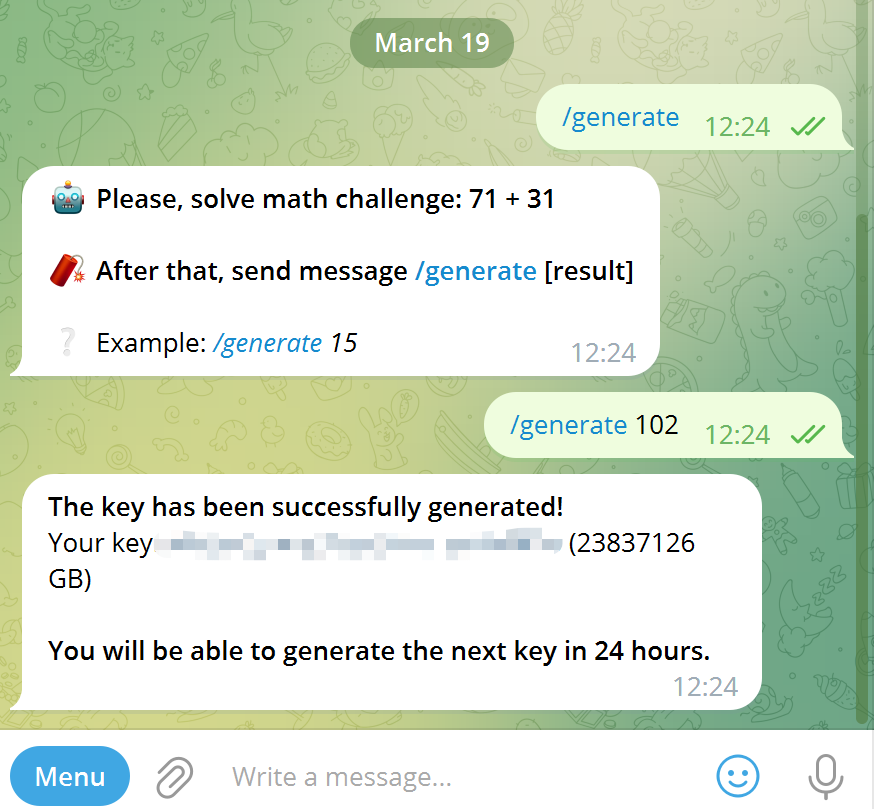 March 19
/generate 12:24
Please, solve math challenge: 71 + 31
After that, send message /generate [result]
Example: /generate 15
12:24
/generate 102 12:24
The key has been successfully generated!
Your key (23837126
GB)
You will be able to generate the next key in 24 hours.
12:24
Menu
Write a message...